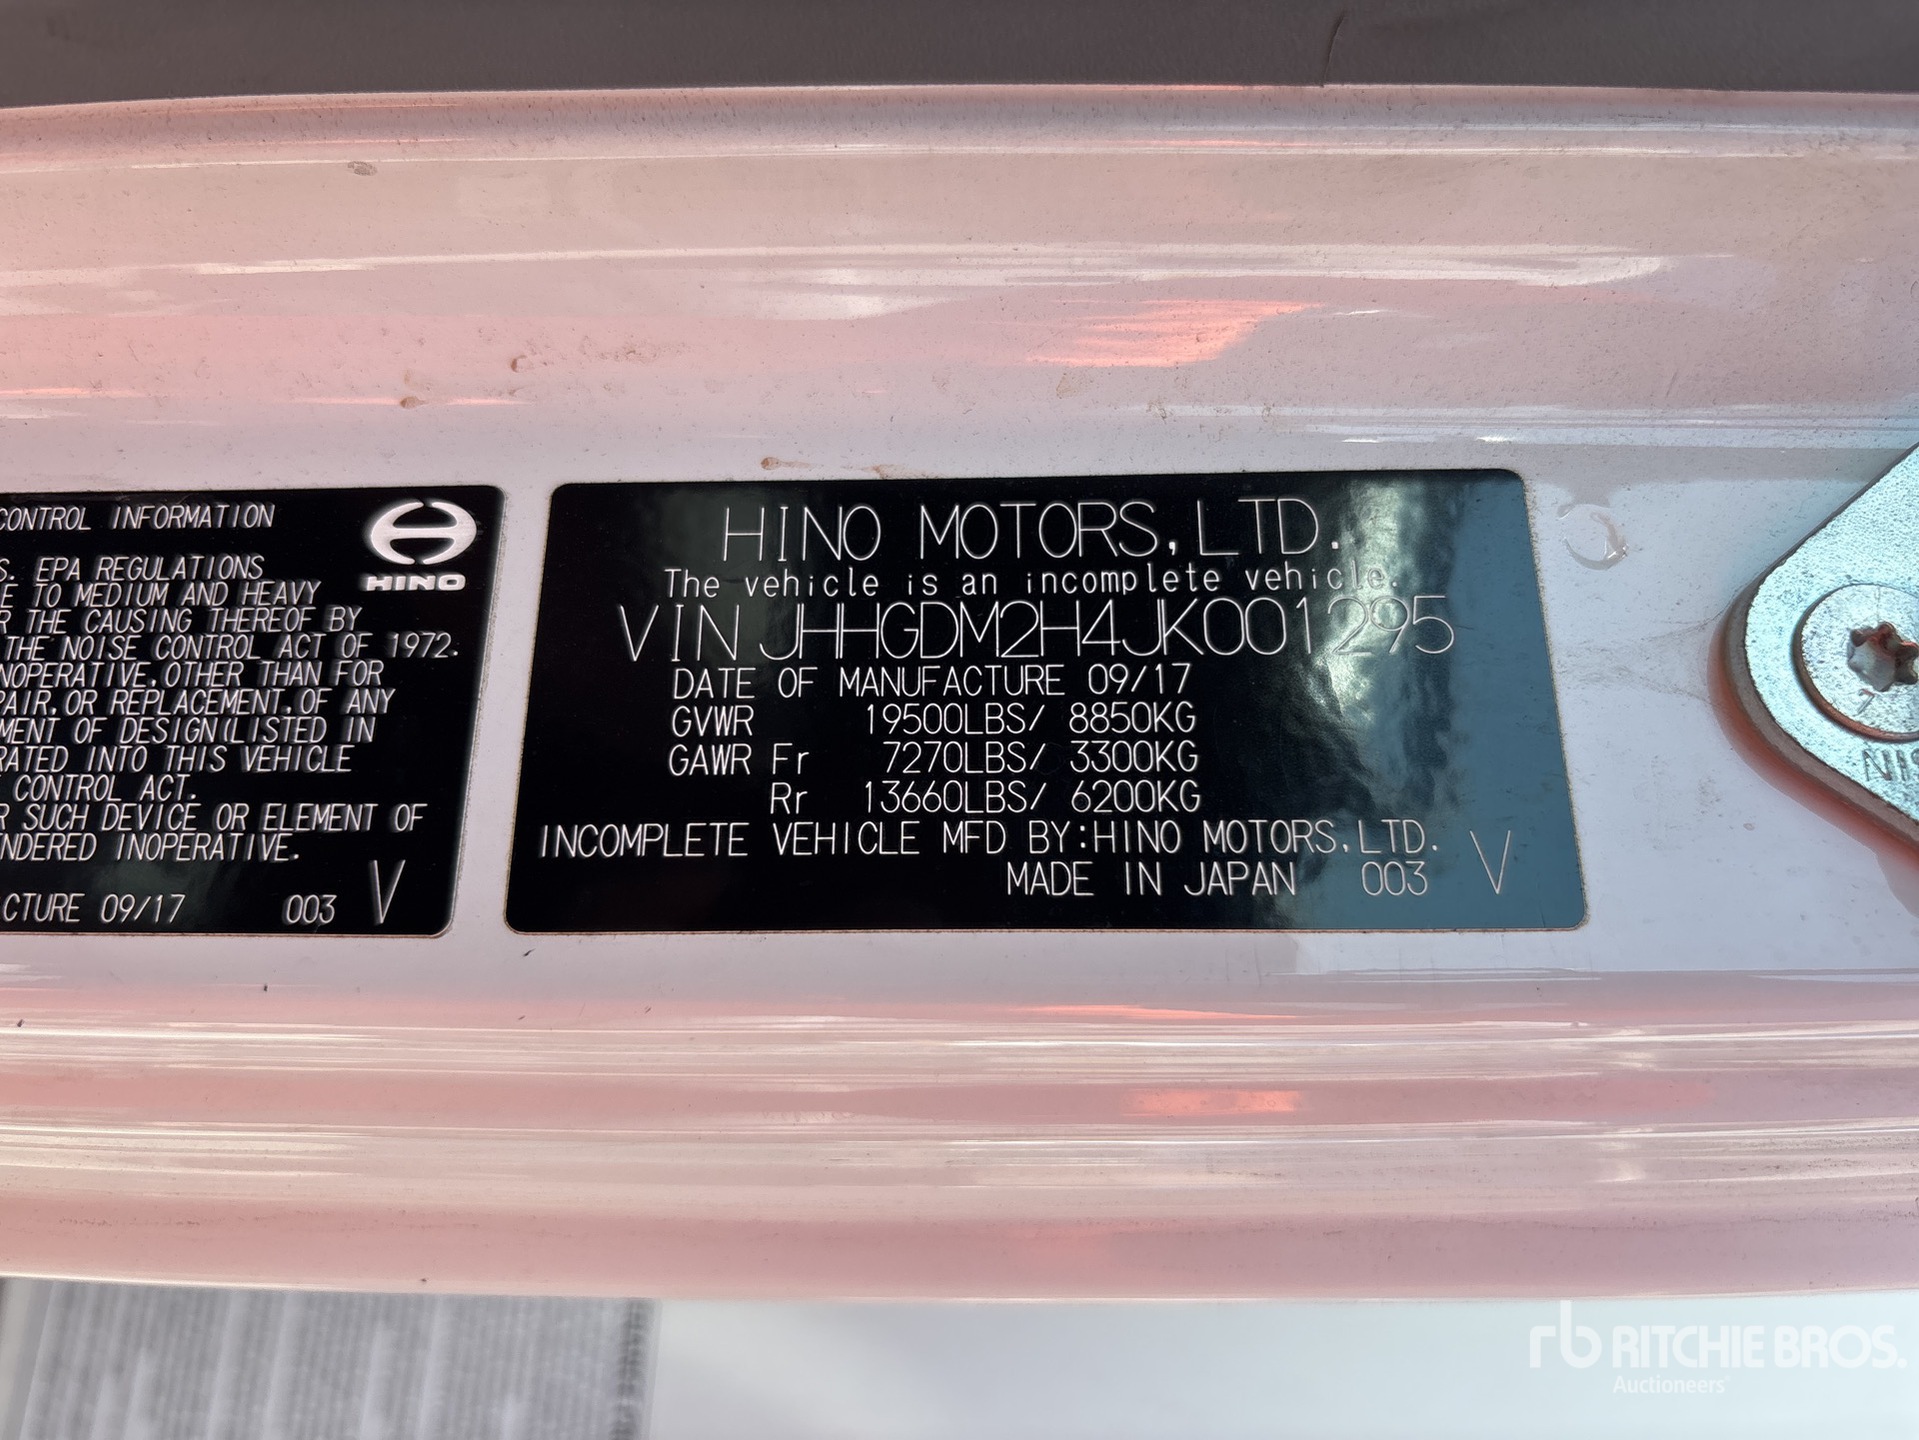 CONTROL INFORMATION
HINO
S. EPA REGULATIONS
E TO MEDIUM AND HEAVY
R THE CAUSING THEREOF BY
THE NOISE CONTROL ACT OF 1972.
NOPERATIVE, OTHER THAN FOR
PAIR, OR REPLACEMENT, OF ANY
MENT OF DESIGN(LISTED IN
RATED INTO THIS VEHICLE
CONTROL ACT.
R SUCH DEVICE OR ELEMENT OF
NDERED INOPERATIVE.
CTURE 09/17 003 V
HINO MOTORS, LTD.
The vehicle is an incomplete vehicle.
VIN JHHGDM2H4JK001295
DATE OF MANUFACTURE 09/17
GVWR 19500LBS/ 8850KG
GAWR Fr 7270LBS/ 3300KG
Rr 13660LBS/ 6200KG
INCOMPLETE VEHICLE MFD BY:HINO MOTORS, LTD. V
MADE IN JAPAN 003
rb RITCHIE BROS.
Auctioneers